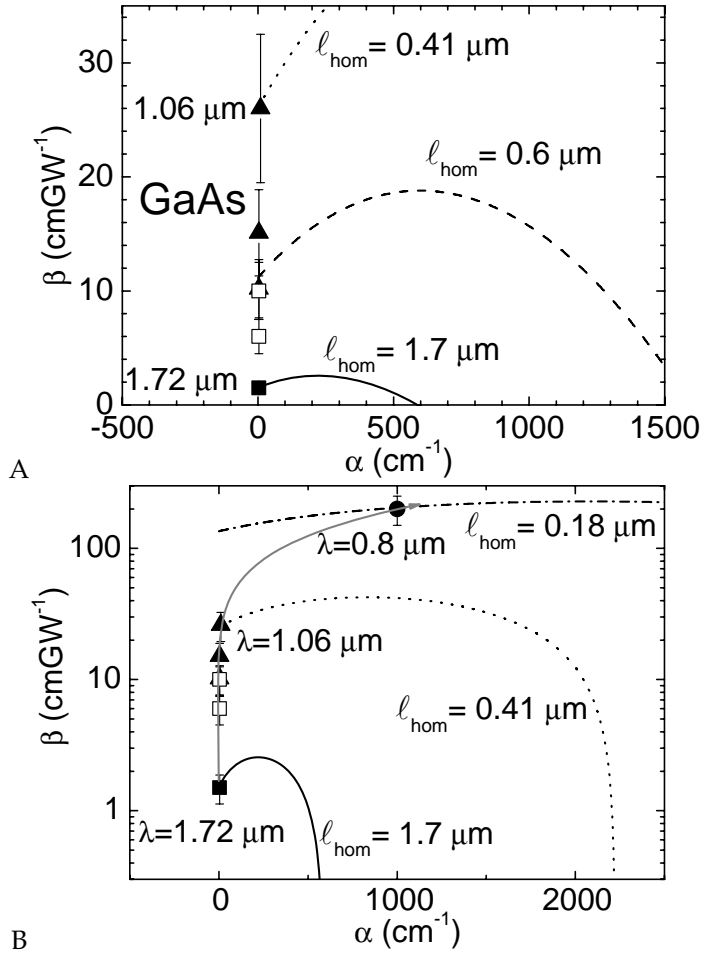 30
ℓhom= 0.41 μm
1.06 μm
ℓhom= 0.6 μm
20
GaAs
β (cmGW-1)
10
ℓhom= 1.7 μm
1.72 μm
0
-500 0 500 1000 1500
α (cm-1)
A
100
λ=0.8 μm
ℓhom= 0.18 μm
λ=1.06 μm
β (cmGW-1)
10
ℓhom= 0.41 μm
1
λ=1.72 μm
ℓhom= 1.7 μm
0 1000 2000
α (cm-1)
B